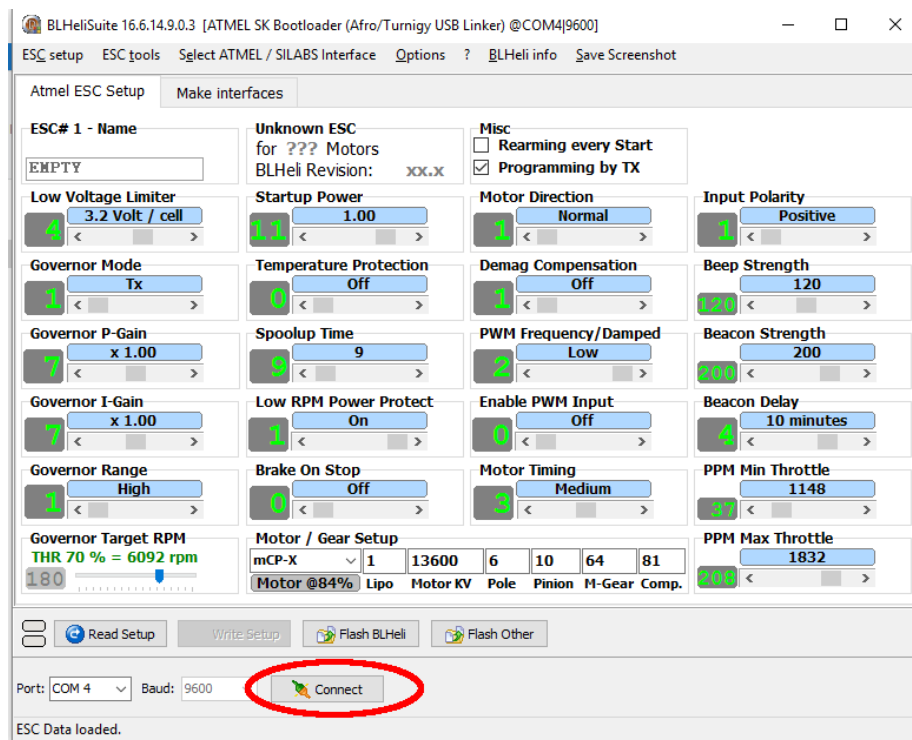 BLHeliSuite 16.6.14.9.0.3 [ATMEL SK Bootloader (Afro/Turnigy USB Linker) @COM4|9600]
ESC setup ESC tools Select ATMEL / SILABS Interface Options ? BLHeli info Save Screenshot
Atmel ESC Setup Make interfaces
ESC# 1 - Name Unknown ESC Misc
for ??? Motors Rearming every Start
EMPTY BLHeli Revision: xx.x Programming by TX
Low Voltage Limiter Startup Power Motor Direction Input Polarity
4 3.2 Volt / cell 11 1.00 1 Normal 1 Positive
Governor Mode Temperature Protection Demag Compensation Beep Strength
1 Tx 0 Off 1 Off 120 120
Governor P-Gain Spoolup Time PWM Frequency/Damped Beacon Strength
7 x 1.00 9 9 2 Low 200 200
Governor I-Gain Low RPM Power Protect Enable PWM Input Beacon Delay
7 x 1.00 1 On 0 Off 4 10 minutes
Governor Range Brake On Stop Motor Timing PPM Min Throttle
1 High 0 Off 3 Medium 37 1148
Governor Target RPM Motor / Gear Setup PPM Max Throttle
THR 70 % = 6092 rpm mCP-X 1 13600 6 10 64 81 1832
180 Motor @84% Lipo Motor KV Pole Pinion M-Gear Comp. 208
Read Setup Write Setup Flash BLHeli Flash Other
Port: COM 4 Baud: 9600 Connect
ESC Data loaded.